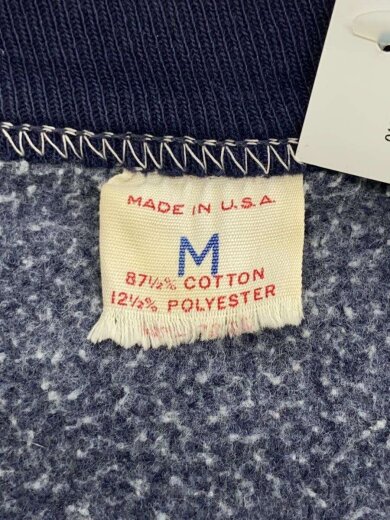 MADE IN U.S.A.
M
87½% COTTON
12½% POLYESTER